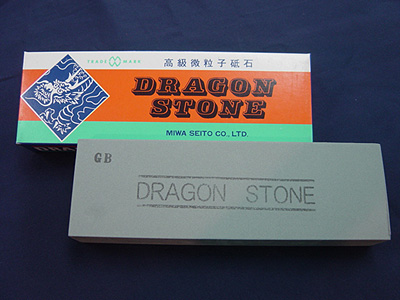 TRADE MARK
高級微粒子砥石
DRAGON
STONE
MIWA SEITO CO., LTD.
GB
DRAGON STONE